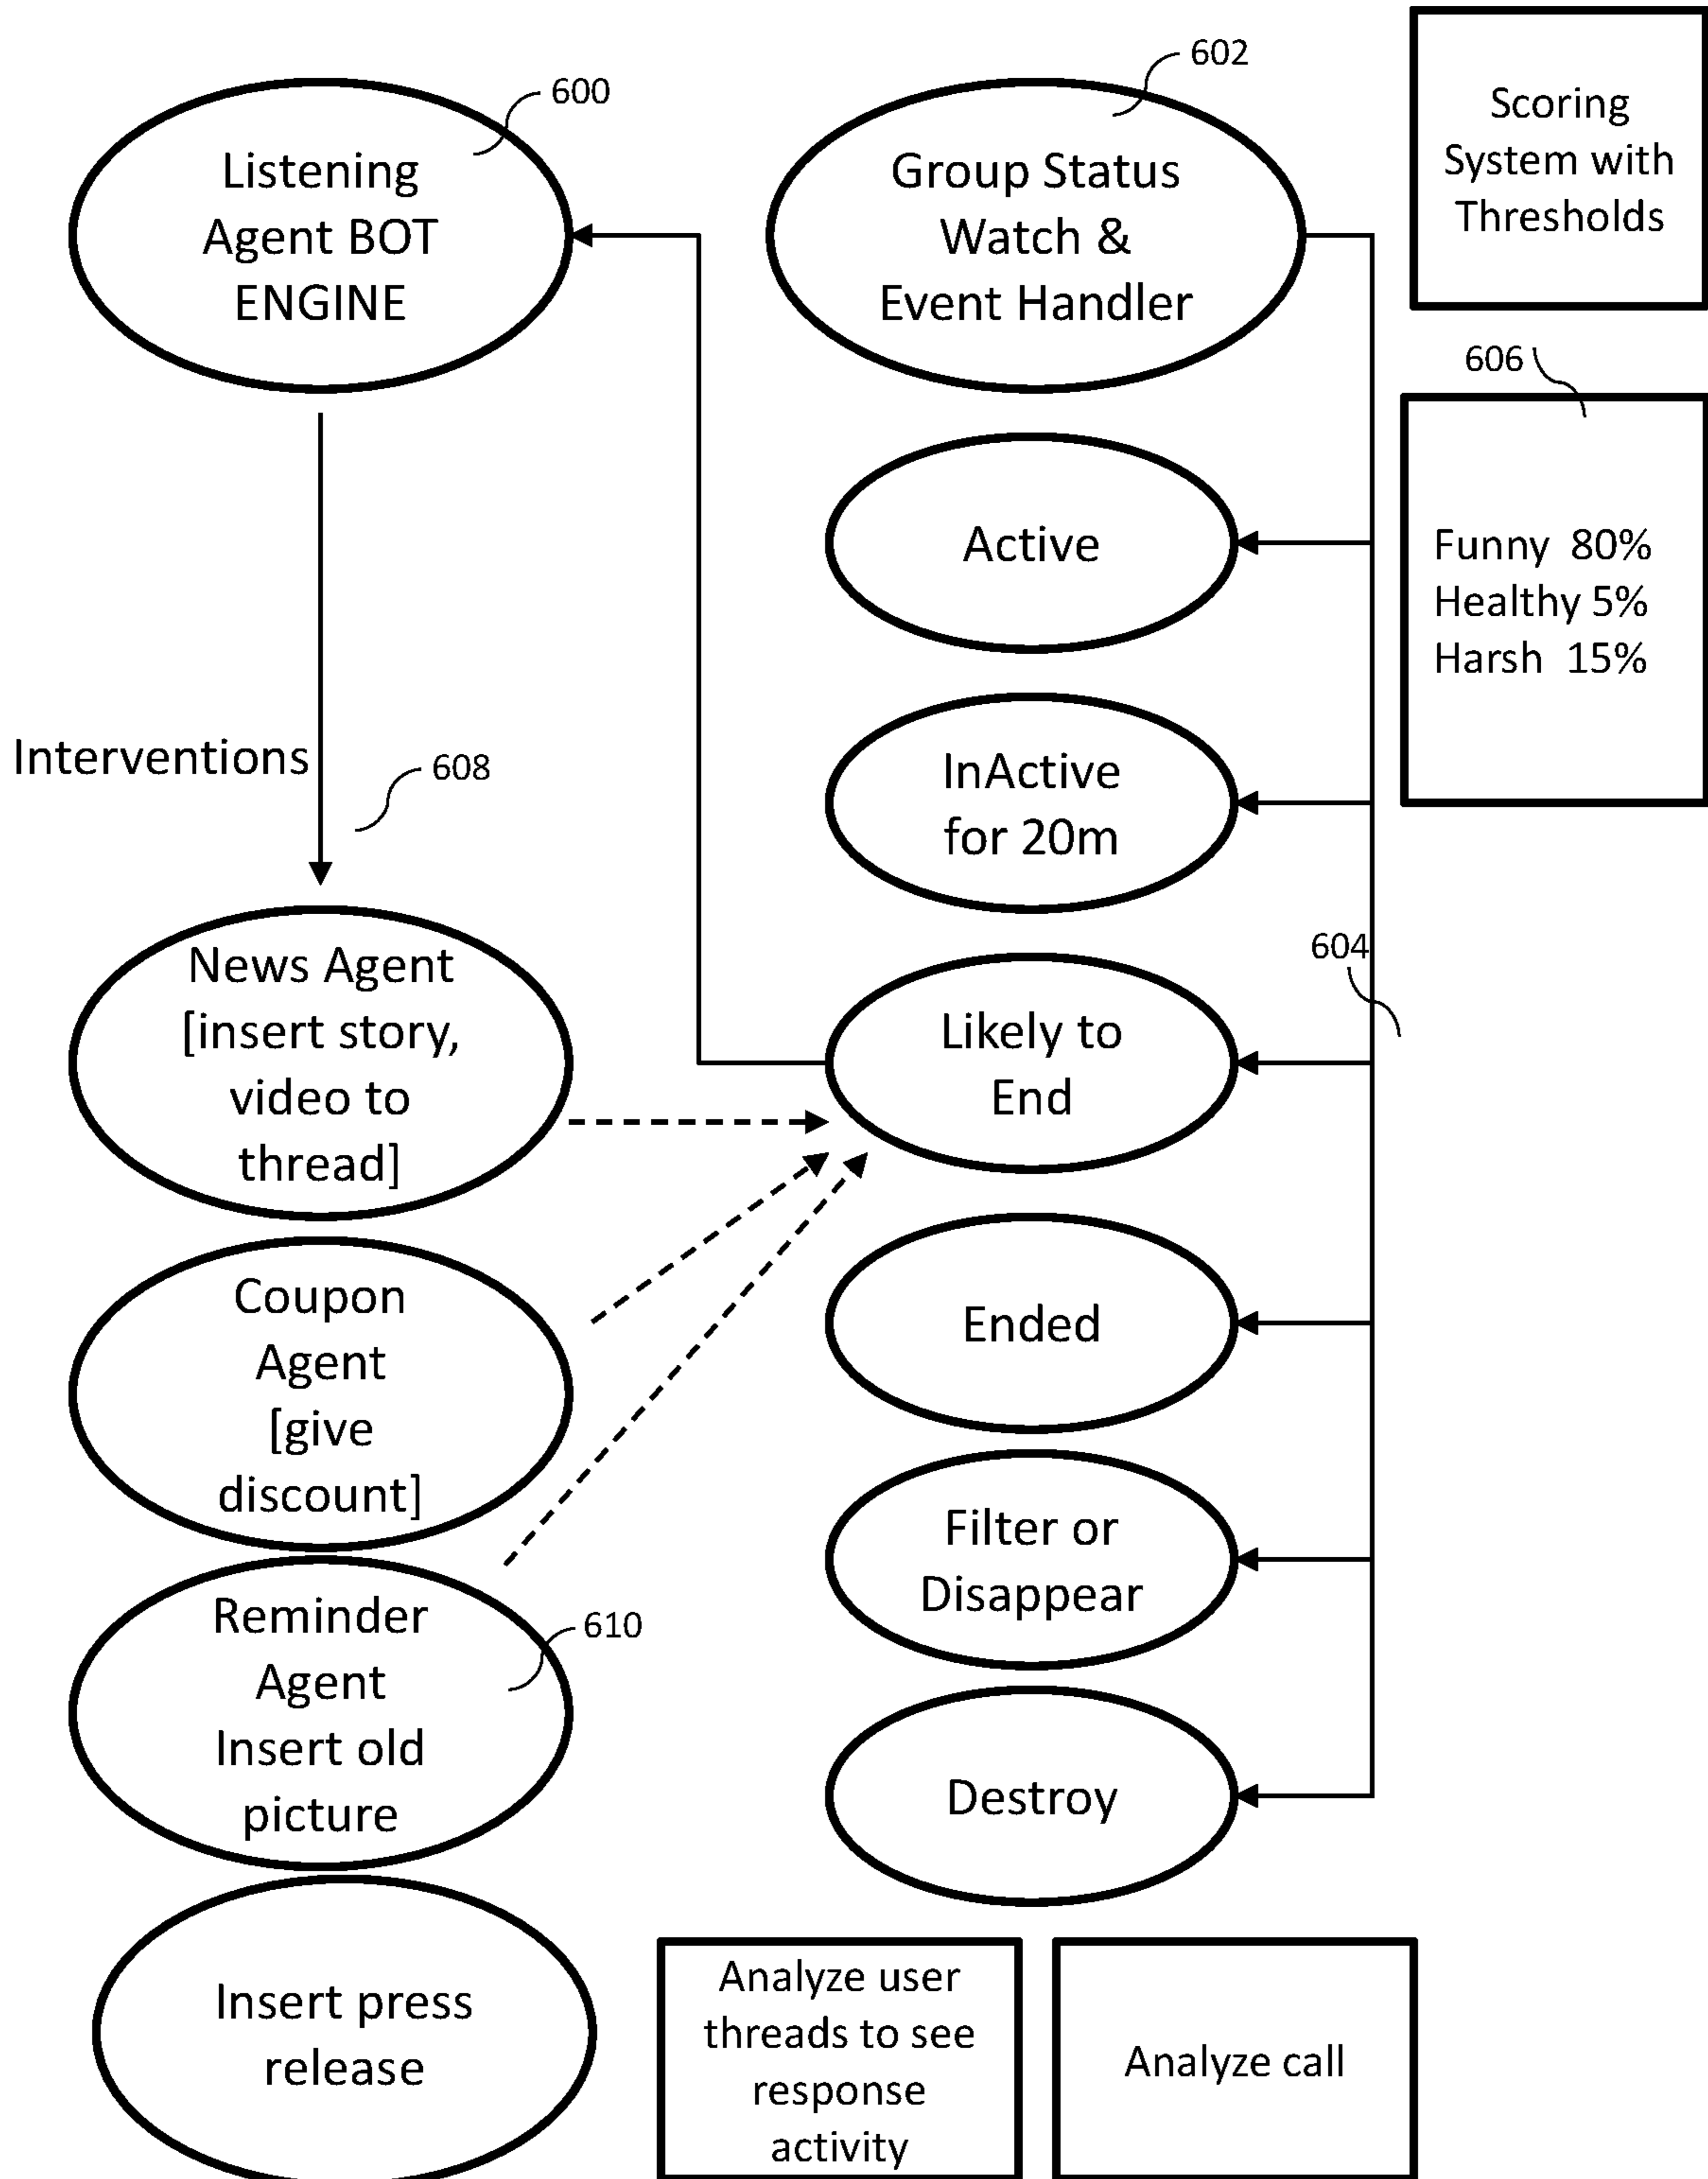 600
Listening
Agent BOT
ENGINE
602
Group Status
Watch &
Event Handler
Scoring
System with
Thresholds
606
Funny 80%
Healthy 5%
Harsh 15%
Active
InActive
for 20m
Interventions
608
604
Likely to
End
News Agent
[insert story,
video to
thread]
Coupon
Agent
[give
discount]
Ended
Filter or
Disappear
Reminder
Agent
Insert old
picture
610
Destroy
Insert press
release
Analyze user
threads to see
response
activity
Analyze call